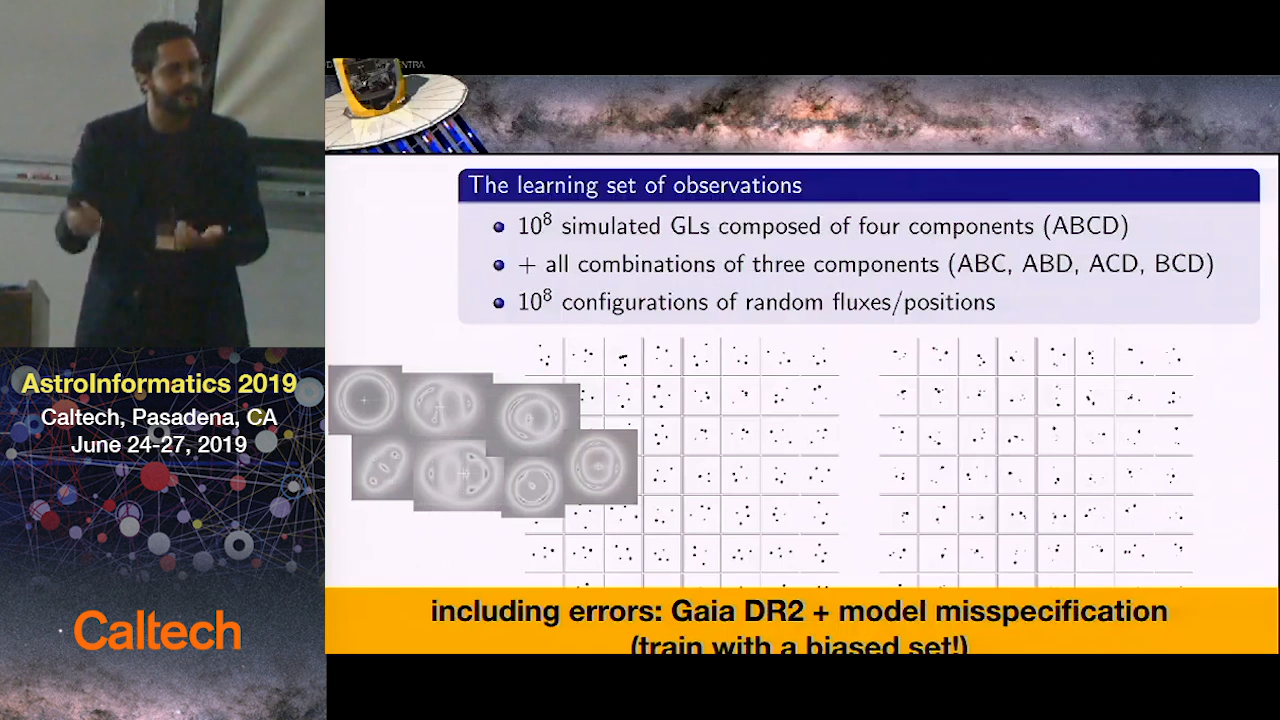 The learning set of observations
10⁸ simulated GLs composed of four components (ABCD)
+ all combinations of three components (ABC, ABD, ACD, BCD)
10⁸ configurations of random fluxes/positions
including errors: Gaia DR2 + model misspecification
(train with a biased set!)
AstroInformatics 2019
Caltech, Pasadena, CA
June 24-27, 2019
Caltech